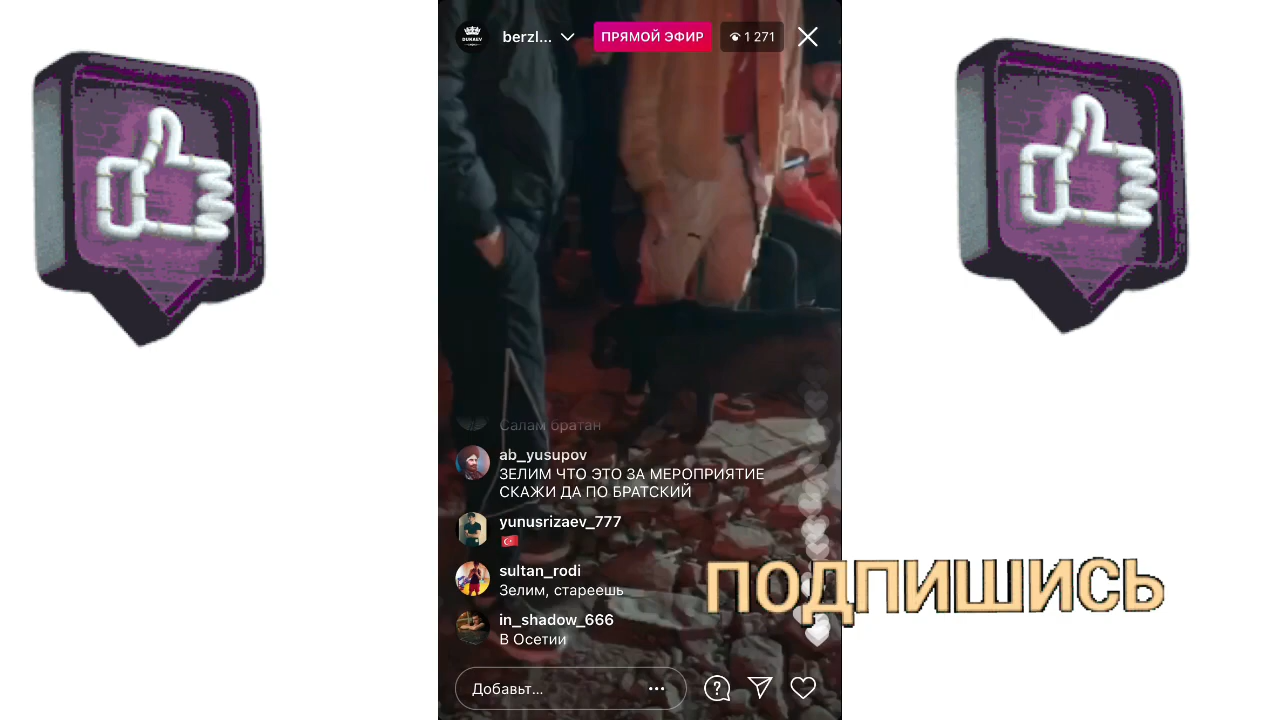 DUKAEV
berzl...
ПРЯМОЙ ЭФИР
1 271
Салам братан
ab_yusupov
ЗЕЛИМ ЧТО ЭТО ЗА МЕРОПРИЯТИЕ
СКАЖИ ДА ПО БРАТСКИЙ
yunusrizaev_777
🇹🇷
sultan_rodi
Зелим, стареешь
in_shadow_666
В Осетии
ПОДПИШИСЬ
Добавьт...